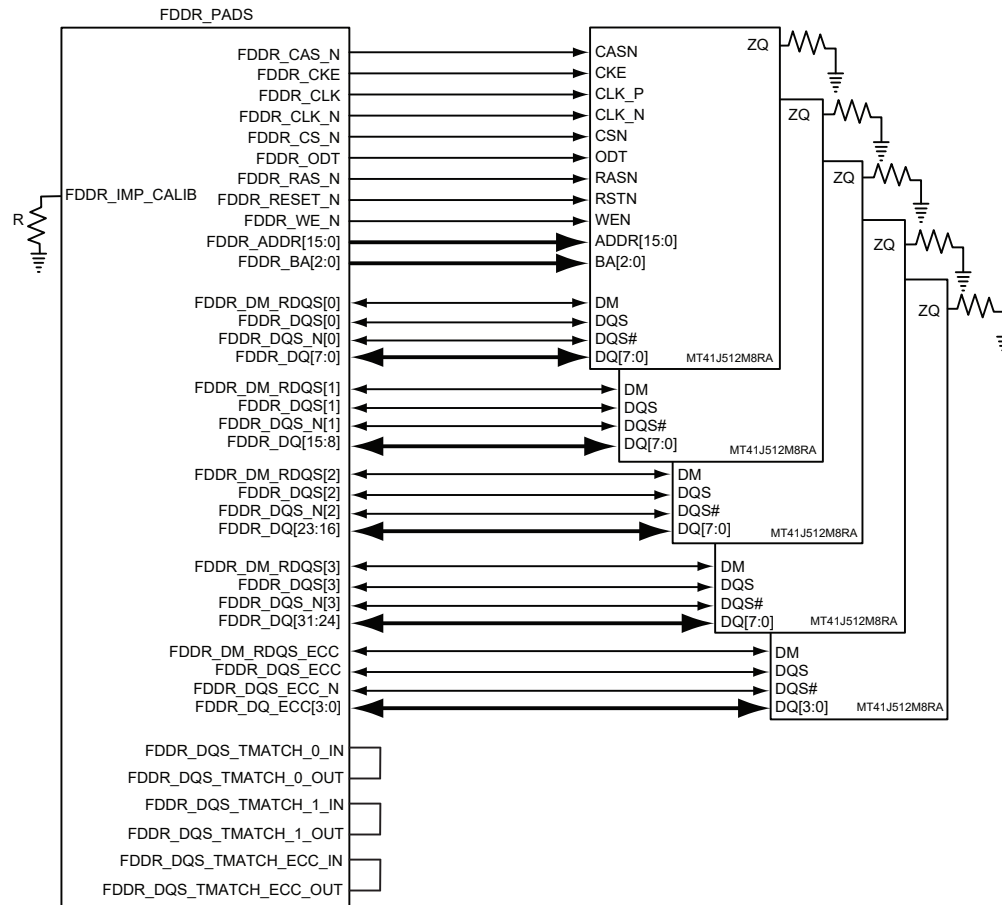 FDDR_PADS
FDDR_CAS_N CASN ZQ
FDDR_CKE CKE
FDDR_CLK CLK_P
FDDR_CLK_N CLK_N ZQ
FDDR_CS_N CSN
FDDR_ODT ODT
FDDR_RAS_N RASN ZQ
FDDR_IMP_CALIB
FDDR_RESET_N RSTN
R
FDDR_WE_N WEN
FDDR_ADDR[15:0] ADDR[15:0] ZQ
FDDR_BA[2:0] BA[2:0]
FDDR_DM_RDQS[0] DM ZQ
FDDR_DQS[0] DQS
FDDR_DQS_N[0] DQS#
FDDR_DQ[7:0] DQ[7:0] MT41J512M8RA
FDDR_DM_RDQS[1] DM
FDDR_DQS[1] DQS
FDDR_DQS_N[1] DQS#
FDDR_DQ[15:8] DQ[7:0] MT41J512M8RA
FDDR_DM_RDQS[2] DM
FDDR_DQS[2] DQS
FDDR_DQS_N[2] DQS#
FDDR_DQ[23:16] DQ[7:0] MT41J512M8RA
FDDR_DM_RDQS[3] DM
FDDR_DQS[3] DQS
FDDR_DQS_N[3] DQS#
FDDR_DQ[31:24] DQ[7:0] MT41J512M8RA
FDDR_DM_RDQS_ECC DM
FDDR_DQS_ECC DQS
FDDR_DQS_ECC_N DQS#
FDDR_DQ_ECC[3:0] DQ[3:0] MT41J512M8RA
FDDR_DQS_TMATCH_0_IN
FDDR_DQS_TMATCH_0_OUT
FDDR_DQS_TMATCH_1_IN
FDDR_DQS_TMATCH_1_OUT
FDDR_DQS_TMATCH_ECC_IN
FDDR_DQS_TMATCH_ECC_OUT